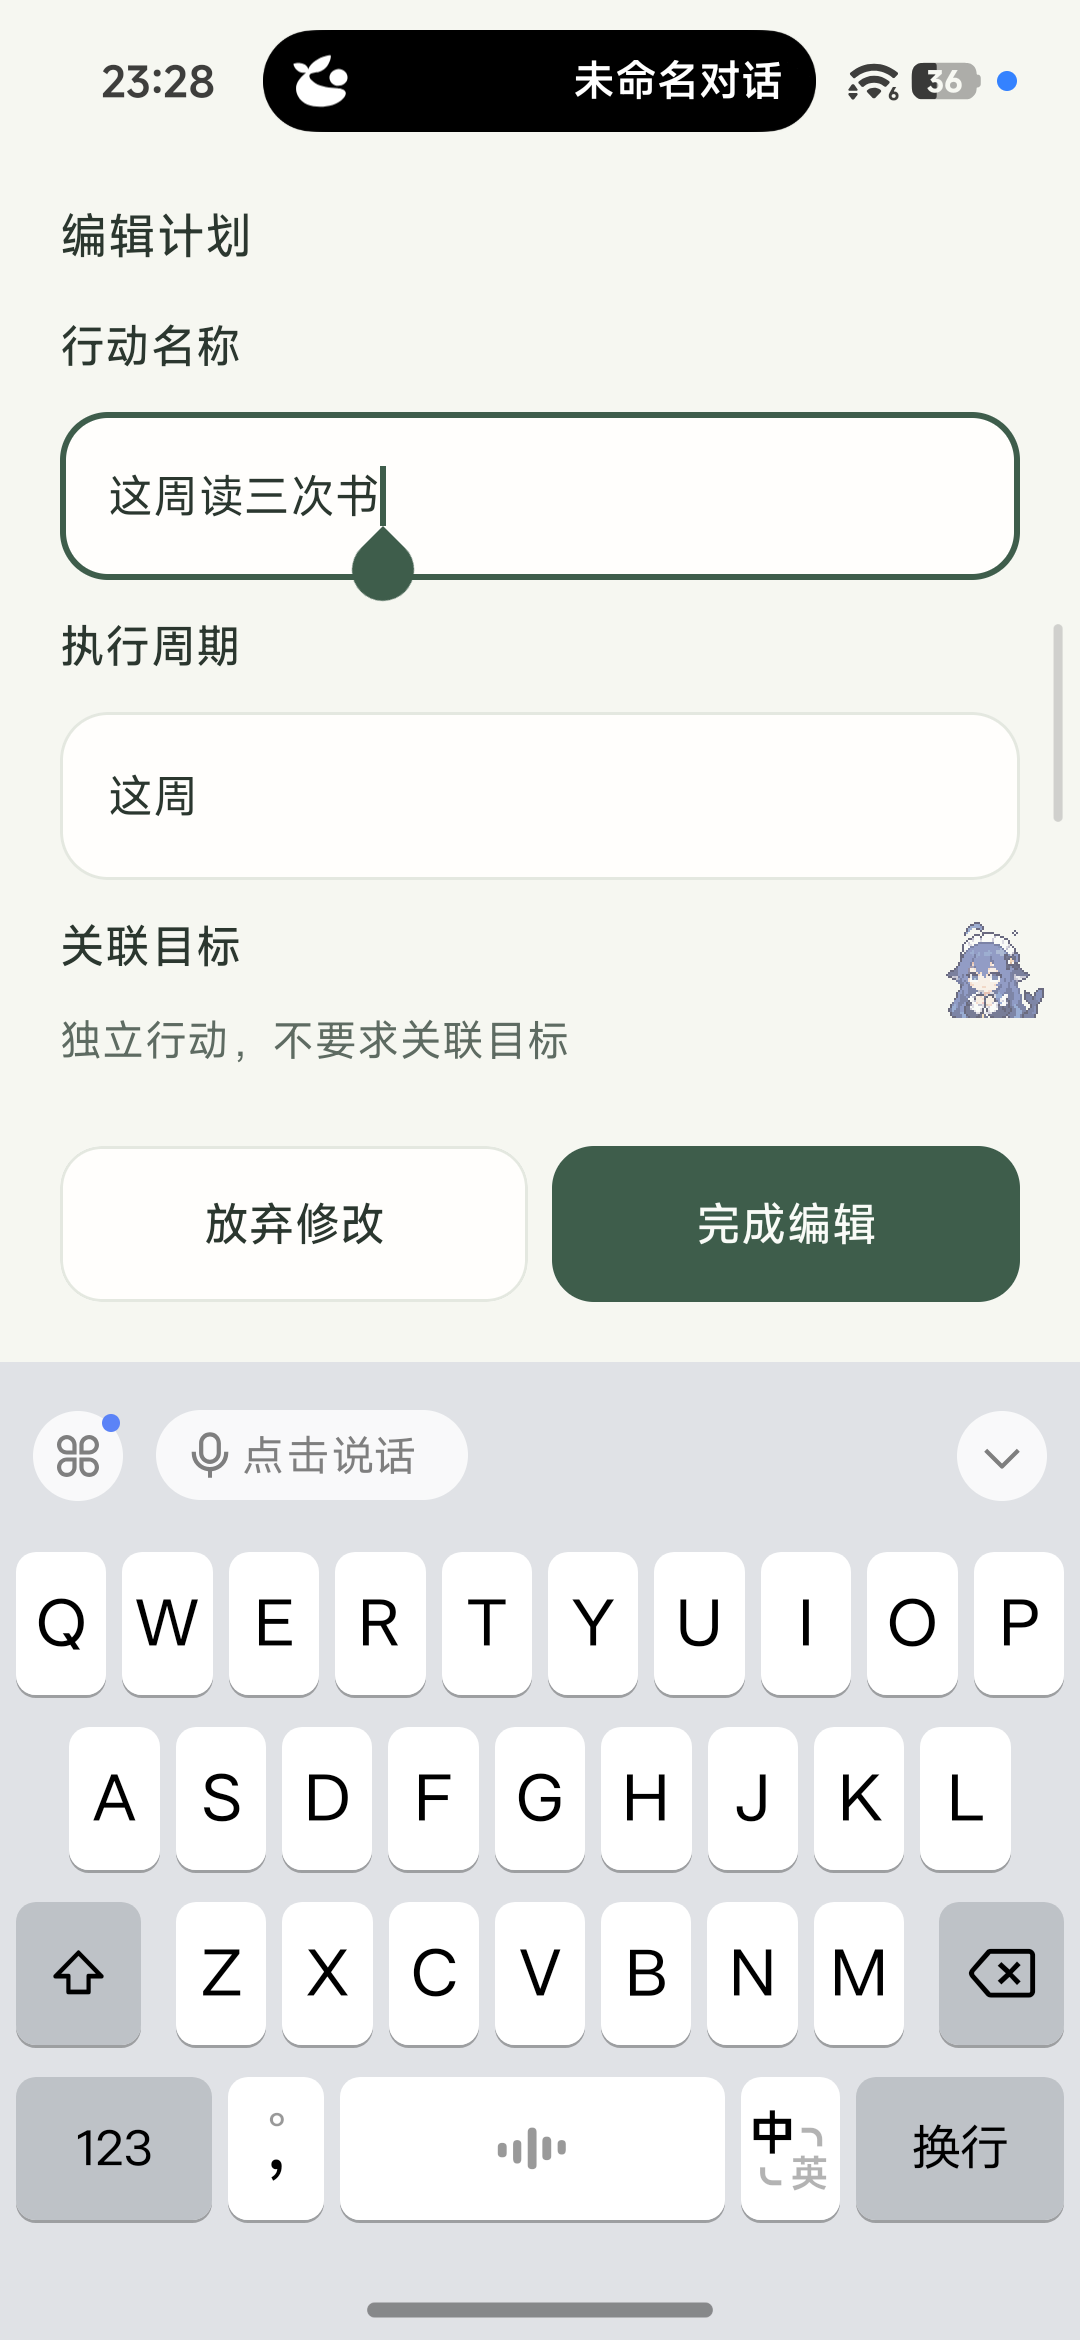 23:28
未命名对话
6
36
编辑计划
行动名称
这周读三次书
执行周期
这周
关联目标
独立行动，不要求关联目标
放弃修改
完成编辑
点击说话
Q W E R T Y U I O P
A S D F G H J K L
Z X C V B N M
123
。
，
中
英
换行